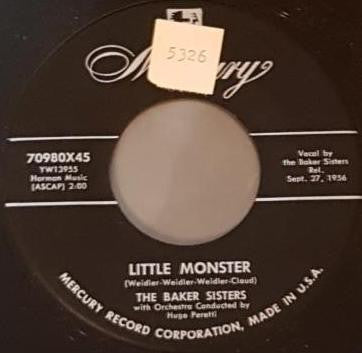 5326
Mercury
70980X45
YW13955
Harman Music
(ASCAP) 2:00
Vocal by
the Baker Sisters
Rel.
Sept. 27, 1956
LITTLE MONSTER
(Weidler-Weidler-Weidler-Claud)
THE BAKER SISTERS
with Orchestra Conducted by
Hugo Peretti
MERCURY RECORD CORPORATION, MADE IN U.S.A.